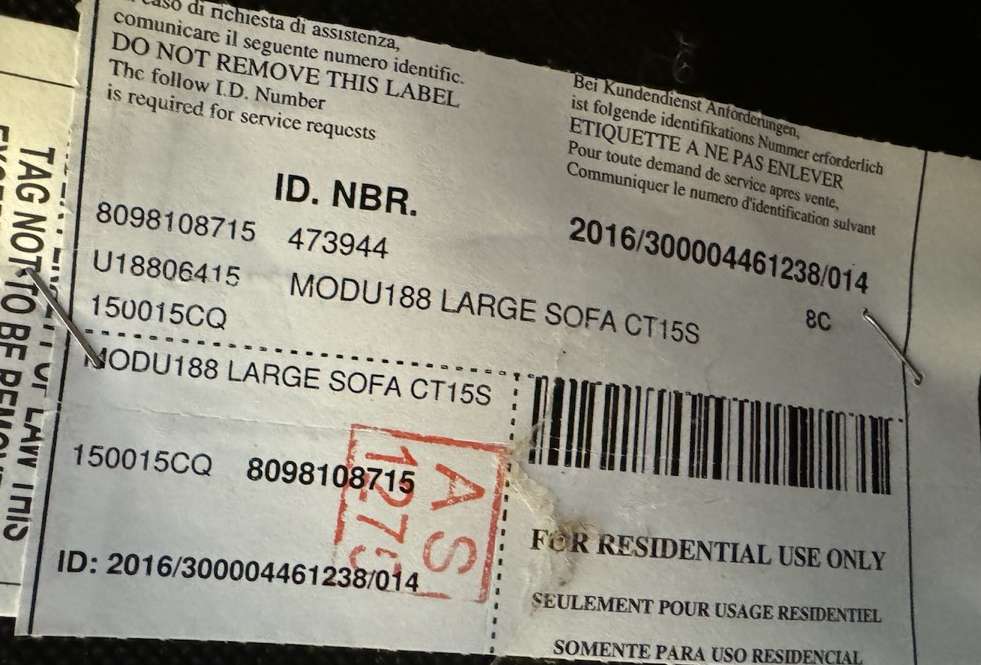 caso di richiesta di assistenza,
comunicare il seguente numero identific.
DO NOT REMOVE THIS LABEL
The follow I.D. Number
is required for service requests
Bei Kundendienst Anforderungen,
ist folgende identifikations Nummer erforderlich
ETIQUETTE A NE PAS ENLEVER
Pour toute demand de service apres vente,
Communiquer le numero d'identification suivant
ID. NBR.
8098108715 473944
2016/300004461238/014
U18806415 MODU188 LARGE SOFA CT15S 8C
150015CQ
MODU188 LARGE SOFA CT15S
150015CQ 8098108715
AS
1275
ID: 2016/300004461238/014
FOR RESIDENTIAL USE ONLY
SEULEMENT POUR USAGE RESIDENTIEL
SOMENTE PARA USO RESIDENCIAL
TAG NOT TO BE REMOV
OF LAW THIS